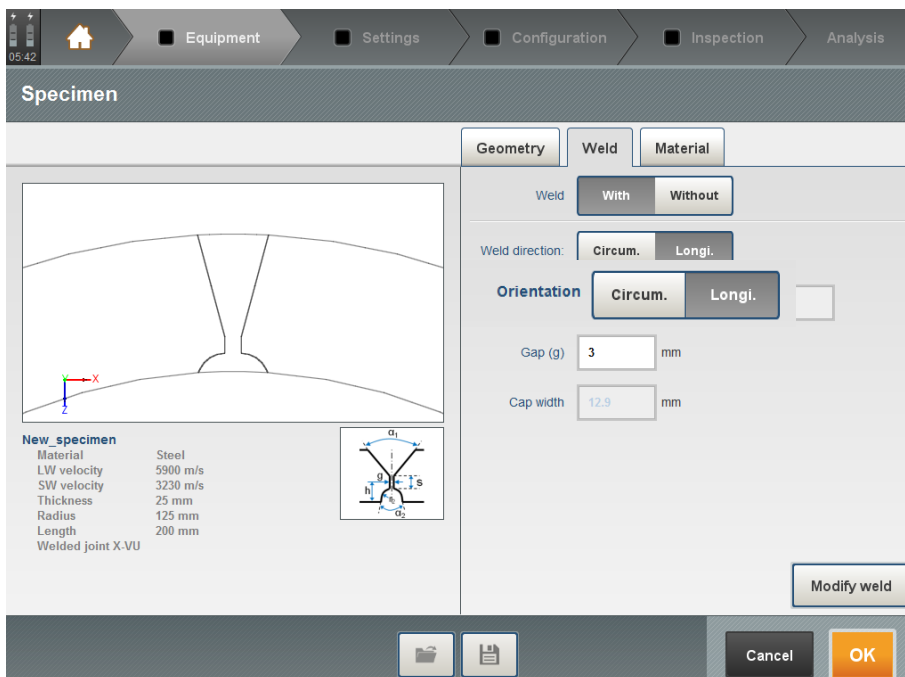 05:42
Equipment
Settings
Configuration
Inspection
Analysis
Specimen
Geometry
Weld
Material
Weld
With
Without
Weld direction:
Circum.
Longi.
Orientation
Circum.
Longi.
Gap (g)
3
mm
Cap width
12.9
mm
Y
X
Z
New_specimen
Material Steel
LW velocity 5900 m/s
SW velocity 3230 m/s
Thickness 25 mm
Radius 125 mm
Length 200 mm
Welded joint X-VU
α1
g
s
h
α2
Modify weld
Cancel
OK